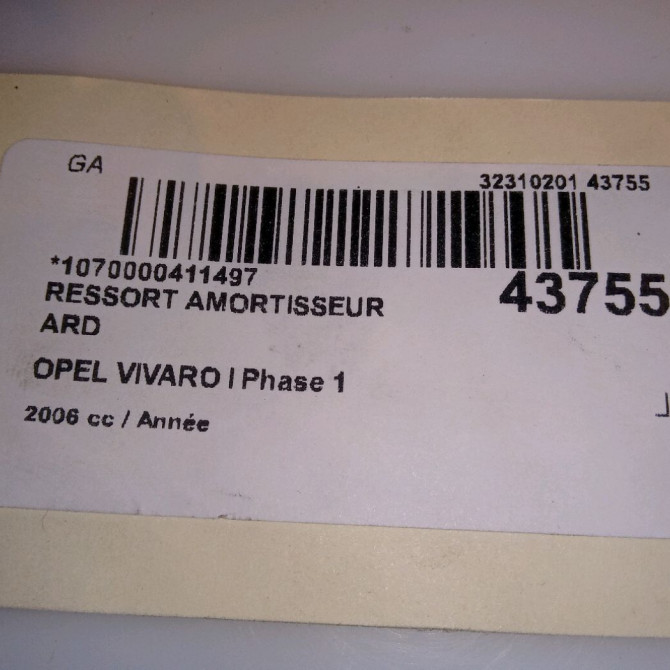 GA
32310201 43755
*1070000411497
43755
RESSORT AMORTISSEUR
ARD
OPEL VIVARO I Phase 1
2006 cc / Année